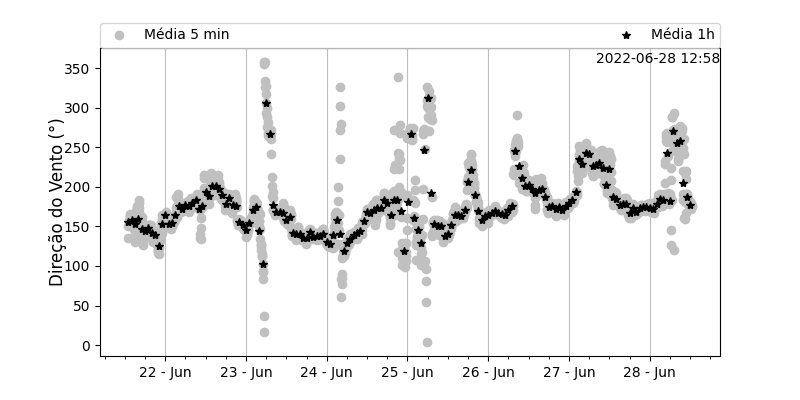 Média 5 min
Média 1h
2022-06-28 12:58
Direção do Vento (°)
350
300
250
200
150
100
50
0
22 - Jun
23 - Jun
24 - Jun
25 - Jun
26 - Jun
27 - Jun
28 - Jun